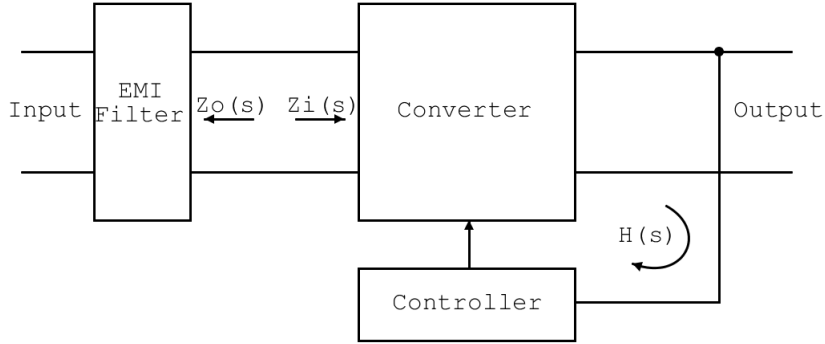 EMI
Filter
Input
Zo(s)
Zi(s)
Converter
Output
H(s)
Controller